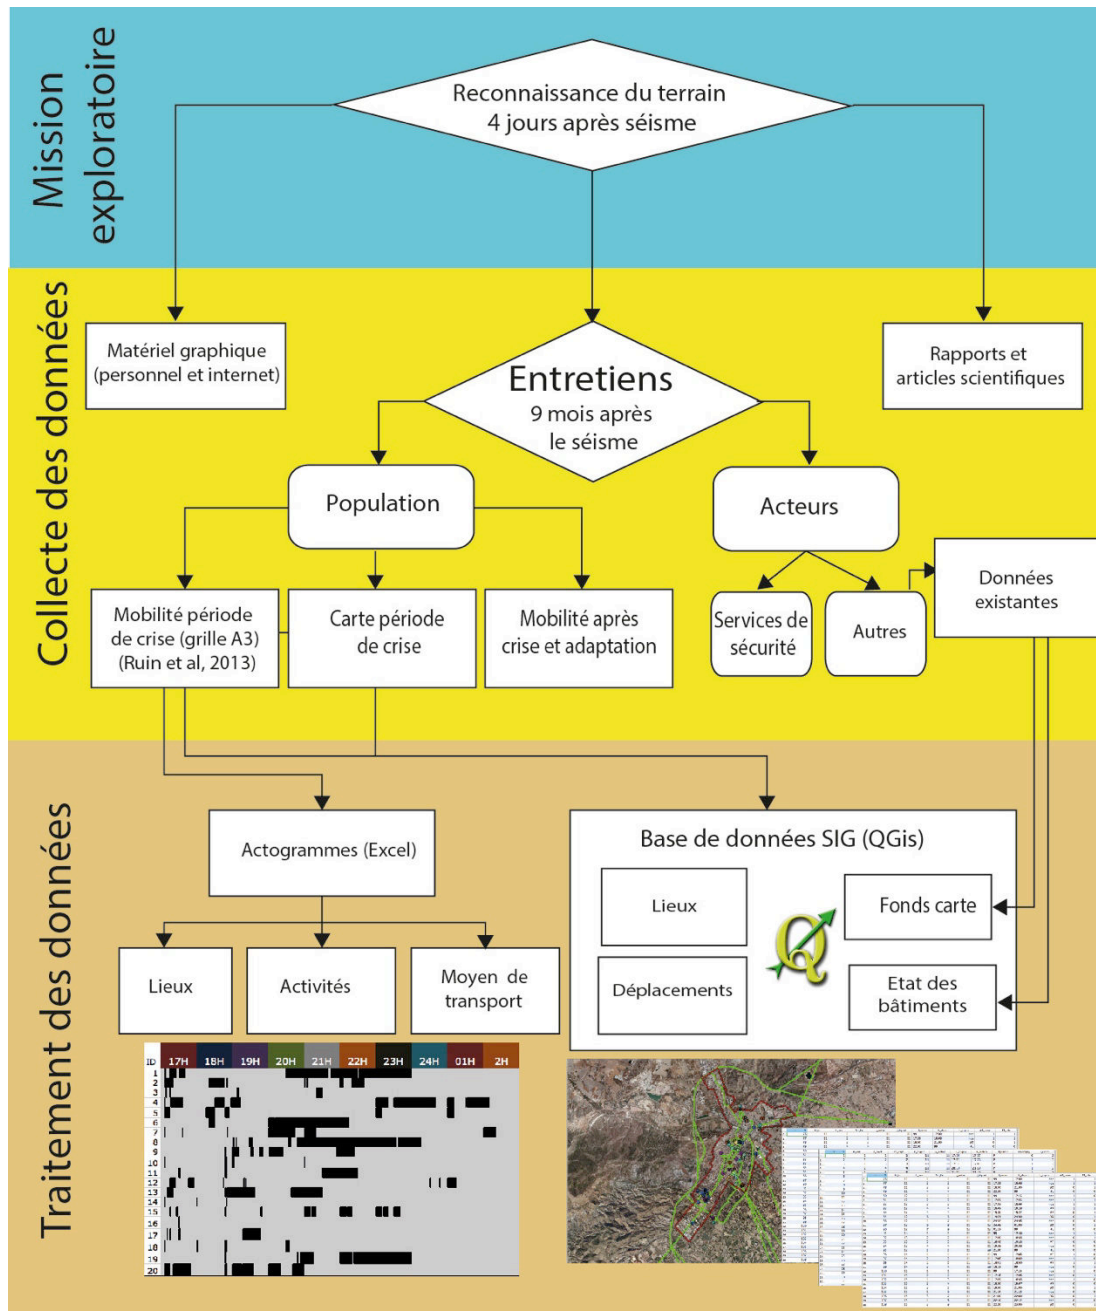 Mission
exploratoire
Reconnaissance du terrain
4 jours après séisme
Collecte des données
Matériel graphique
(personnel et internet)
Entretiens
9 mois après
le séisme
Rapports et
articles scientifiques
Population
Acteurs
Mobilité période
de crise (grille A3)
(Ruin et al, 2013)
Carte période
de crise
Mobilité après
crise et adaptation
Services de
sécurité
Autres
Données
existantes
Traitement des données
Actogrammes (Excel)
Lieux
Activités
Moyen de
transport
Base de données SIG (QGis)
Lieux
Fonds carte
Déplacements
Etat des
bâtiments
ID 17H 18H 19H 20H 21H 22H 23H 24H 01H 2H
1
2
3
4
5
6
7
8
9
10
11
12
13
14
15
16
17
18
19
20